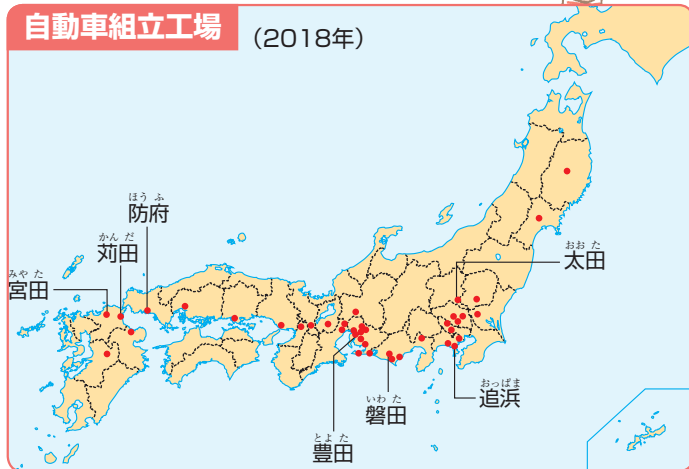 自動車組立工場 (2018年)
ほうふ
防府
かんだ
苅田
みやた
宮田
おおた
太田
おっぱま
追浜
いわた
磐田
とよた
豊田